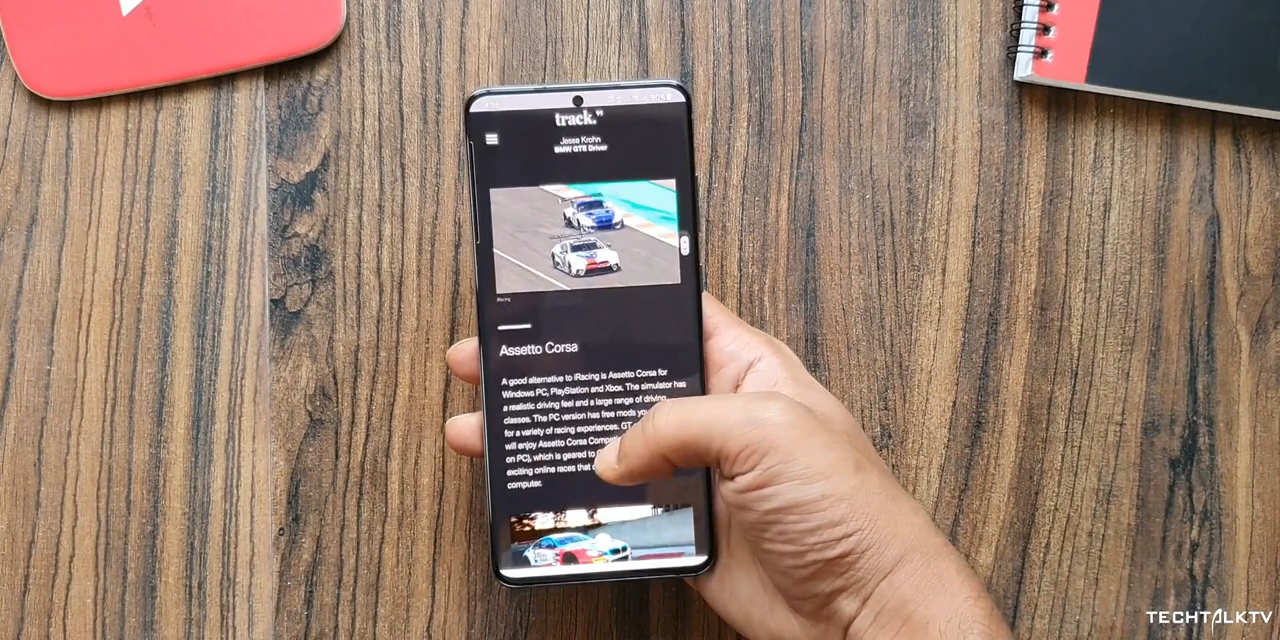 track.”
Jesse Krohn
BMW GTE Driver
iRacing
Assetto Corsa
A good alternative to iRacing is Assetto Corsa for
Windows PC, PlayStation and Xbox. The simulator has
a realistic driving feel and a large range of driving
classes. The PC version has free mods
for a variety of racing experiences. GT
will enjoy Assetto Corsa
on PC), which is geared to
exciting online races that
computer.
TECHTALKTV